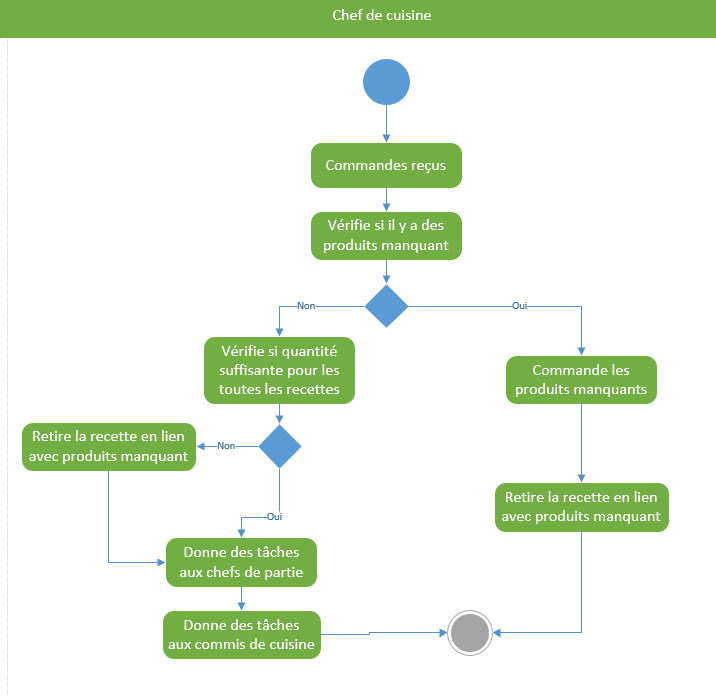 Chef de cuisine
Commandes reçus
Vérifie si il y a des
produits manquant
Non
Oui
Vérifie si quantité
suffisante pour les
toutes les recettes
Commande les
produits manquants
Retire la recette en lien
avec produits manquant
Non
Retire la recette en lien
avec produits manquant
Oui
Donne des tâches
aux chefs de partie
Donne des tâches
aux commis de cuisine